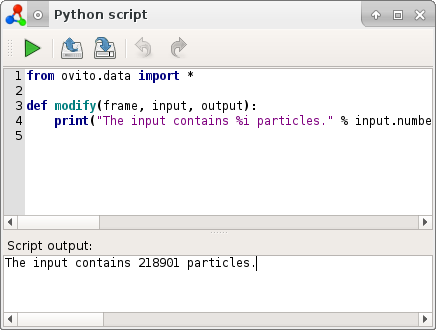 Python script
1 from ovito.data import *
2
3 def modify(frame, input, output):
4     print("The input contains %i particles." % input.numbe
5
Script output:
The input contains 218901 particles.